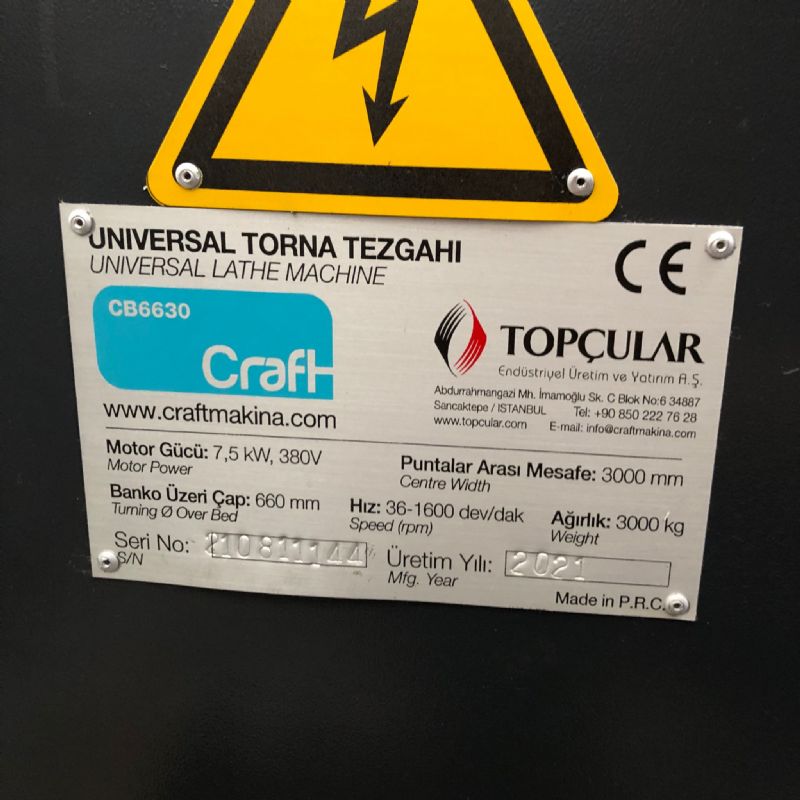 UNIVERSAL TORNA TEZGAHI
UNIVERSAL LATHE MACHINE
CE
CB6630
Craft
www.craftmakina.com
TOPÇULAR
Endüstriyel Üretim ve Yatırım A.Ş.
Abdurrahmangazi Mh. İmamoğlu Sk. C Blok No:6 34887
Sancaktepe / ISTANBUL Tel: +90 850 222 76 28
www.topcular.com E-mail: info@craftmakina.com
Motor Gücü: 7,5 kW, 380V
Motor Power
Puntalar Arası Mesafe: 3000 mm
Centre Width
Banko Üzeri Çap: 660 mm
Turning Ø Over Bed
Hız: 36-1600 dev/dak
Speed (rpm)
Ağırlık: 3000 kg
Weight
Seri No: 210811144
S/N
Üretim Yılı: 2021
Mfg. Year
Made in P.R.C.